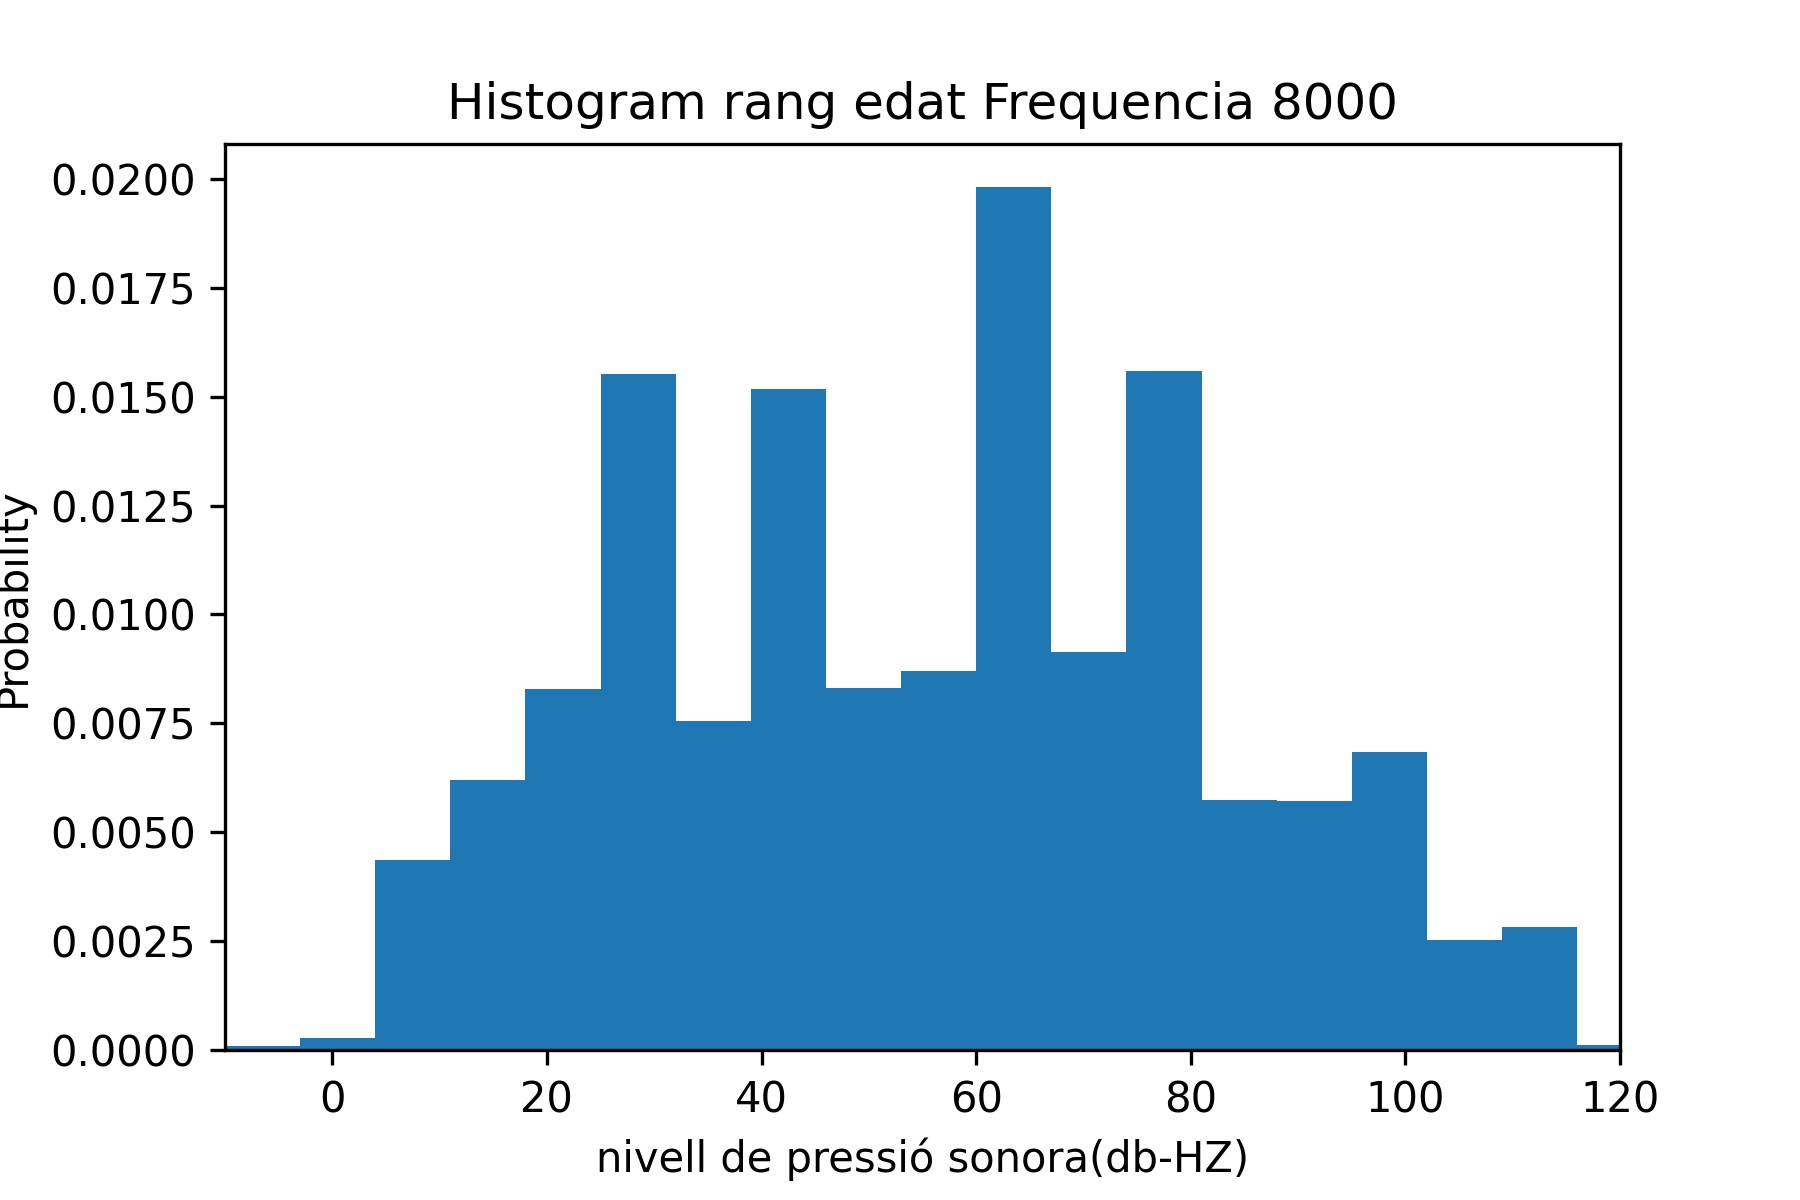 Histogram rang edat Frequencia 8000
0.0200
0.0175
0.0150
0.0125
0.0100
0.0075
0.0050
0.0025
0.0000
Probability
0 20 40 60 80 100 120
nivell de pressió sonora(db-HZ)